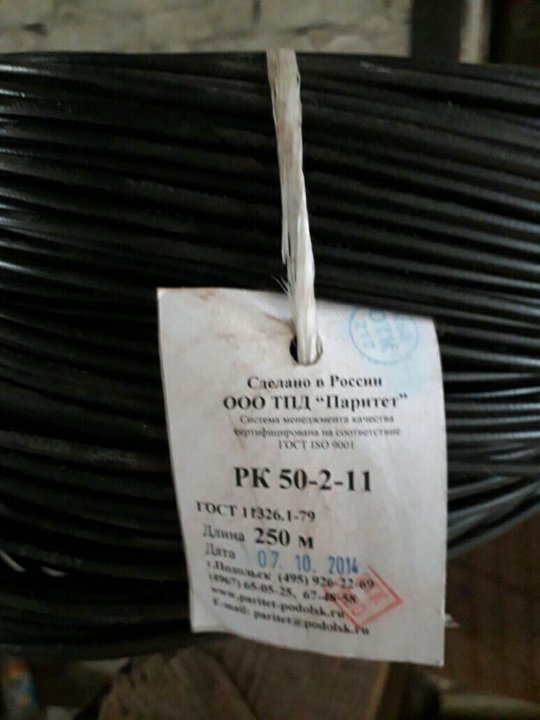 ОТК
217
Сделано в России
ООО ТПД “Паритет”
Система менеджмента качества
сертифицирована на соответствие
ГОСТ ISO 9001
РК 50-2-11
ГОСТ 11326.1-79
Длина 250 м
Дата 07. 10. 2014
г.Подольск (495) 926-22-69
(4967) 65-05-25, 67-48-58
www.paritet-podolsk.ru
E-mail: paritet@podolsk.ru